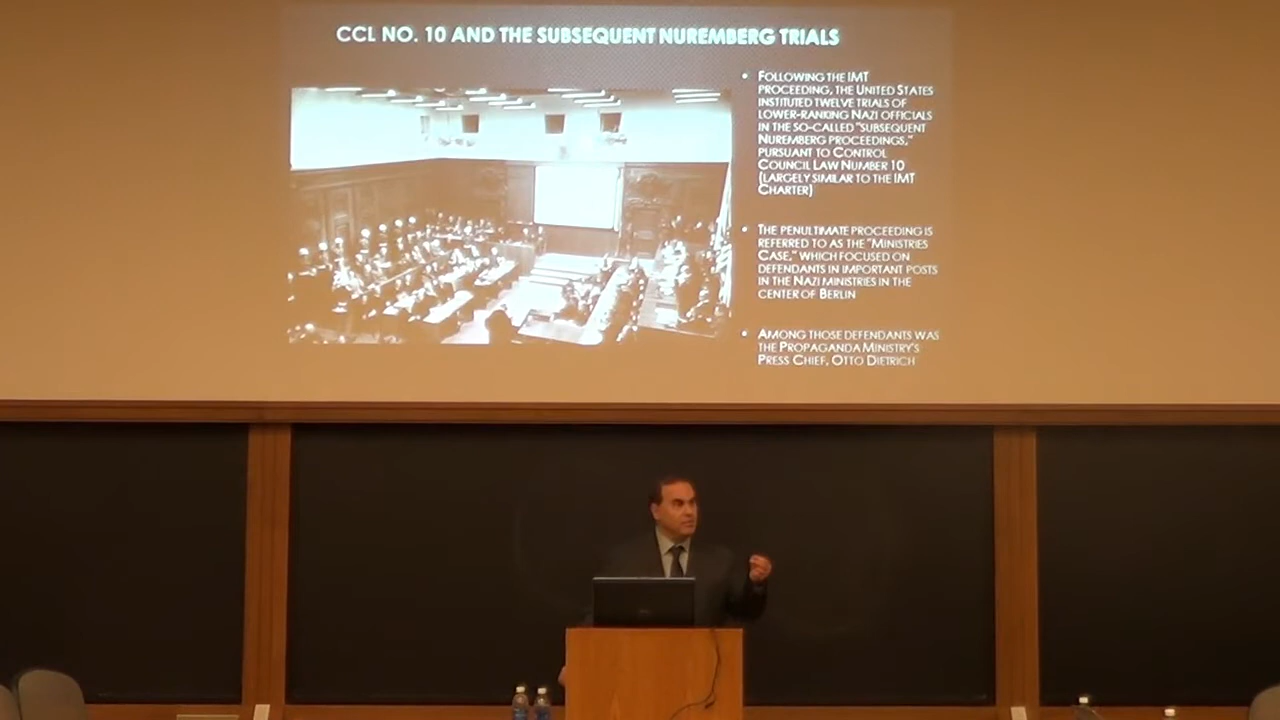 CCL NO. 10 AND THE SUBSEQUENT NUREMBERG TRIALS
• FOLLOWING THE IMT
PROCEEDING, THE UNITED STATES
INSTITUTED TWELVE TRIALS OF
LOWER-RANKING NAZI OFFICIALS
IN THE SO-CALLED "SUBSEQUENT
NUREMBERG PROCEEDINGS,"
PURSUANT TO CONTROL
COUNCIL LAW NUMBER 10
(LARGELY SIMILAR TO THE IMT
CHARTER)
• THE PENULTIMATE PROCEEDING IS
REFERRED TO AS THE "MINISTRIES
CASE," WHICH FOCUSED ON
DEFENDANTS IN IMPORTANT POSTS
IN THE NAZI MINISTRIES IN THE
CENTER OF BERLIN
• AMONG THOSE DEFENDANTS WAS
THE PROPAGANDA MINISTRY'S
PRESS CHIEF, OTTO DIETRICH